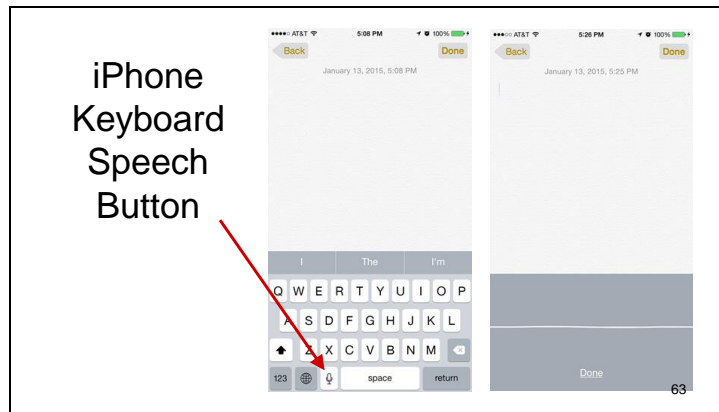 iPhone
Keyboard
Speech
Button
●●●●○ AT&T 5:08 PM 100%
Back Done
January 13, 2015, 5:08 PM
I The I'm
Q W E R T Y U I O P
A S D F G H J K L
Z X C V B N M
123 space return
●●●○○ AT&T 5:26 PM 100%
Back Done
January 13, 2015, 5:25 PM
Done
63